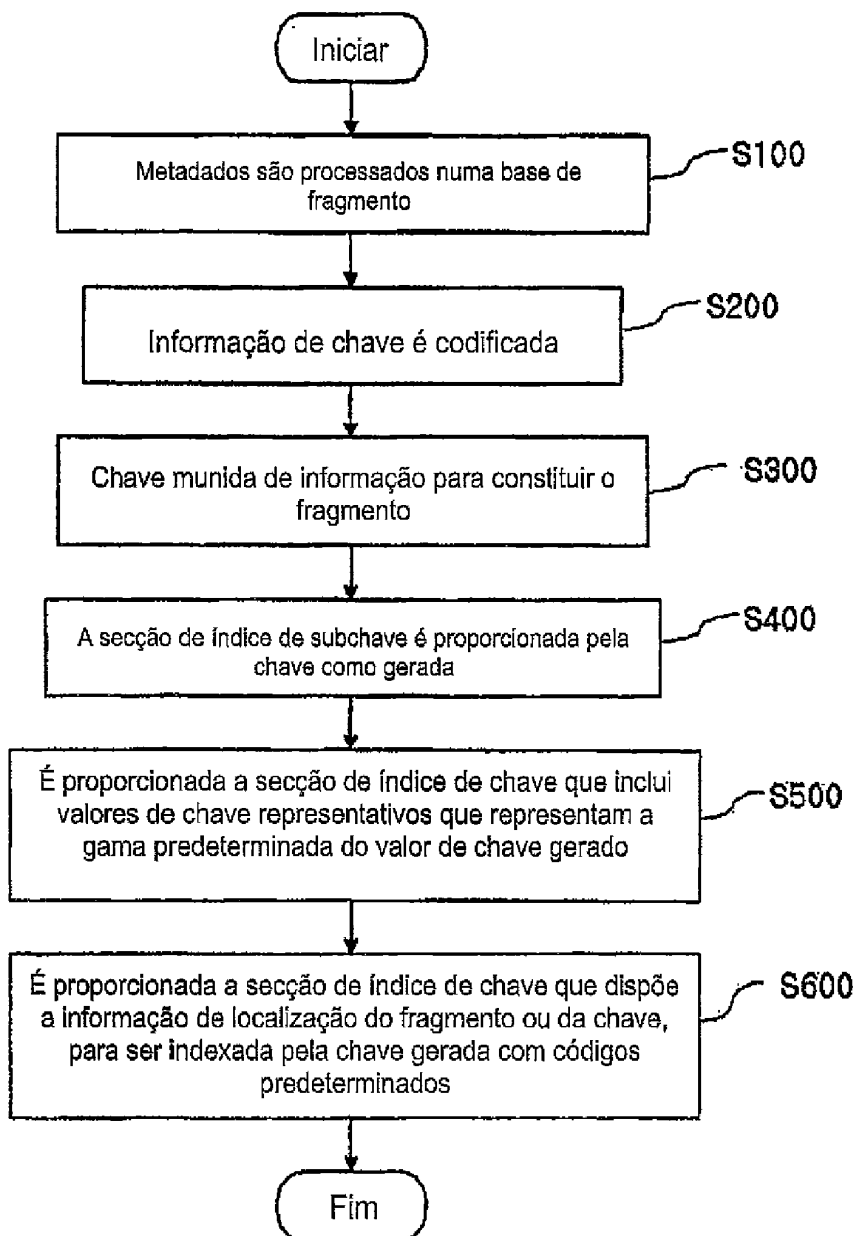 Iniciar
Metadados são processados numa base de
fragmento
S100
Informação de chave é codificada
S200
Chave munida de informação para constituir o
fragmento
S300
A secção de índice de subchave é proporcionada pela
chave como gerada
S400
É proporcionada a secção de índice de chave que inclui
valores de chave representativos que representam a
gama predeterminada do valor de chave gerado
S500
É proporcionada a secção de índice de chave que dispõe
a informação de localização do fragmento ou da chave,
para ser indexada pela chave gerada com códigos
predeterminados
S600
Fim